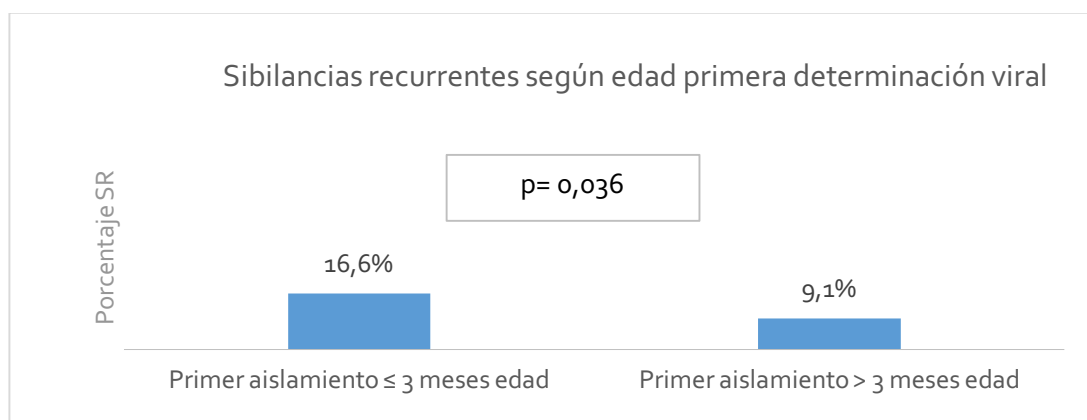 Sibilancias recurrentes según edad primera determinación viral
p= 0,036
Porcentaje SR
16,6%
9,1%
Primer aislamiento ≤ 3 meses edad
Primer aislamiento > 3 meses edad